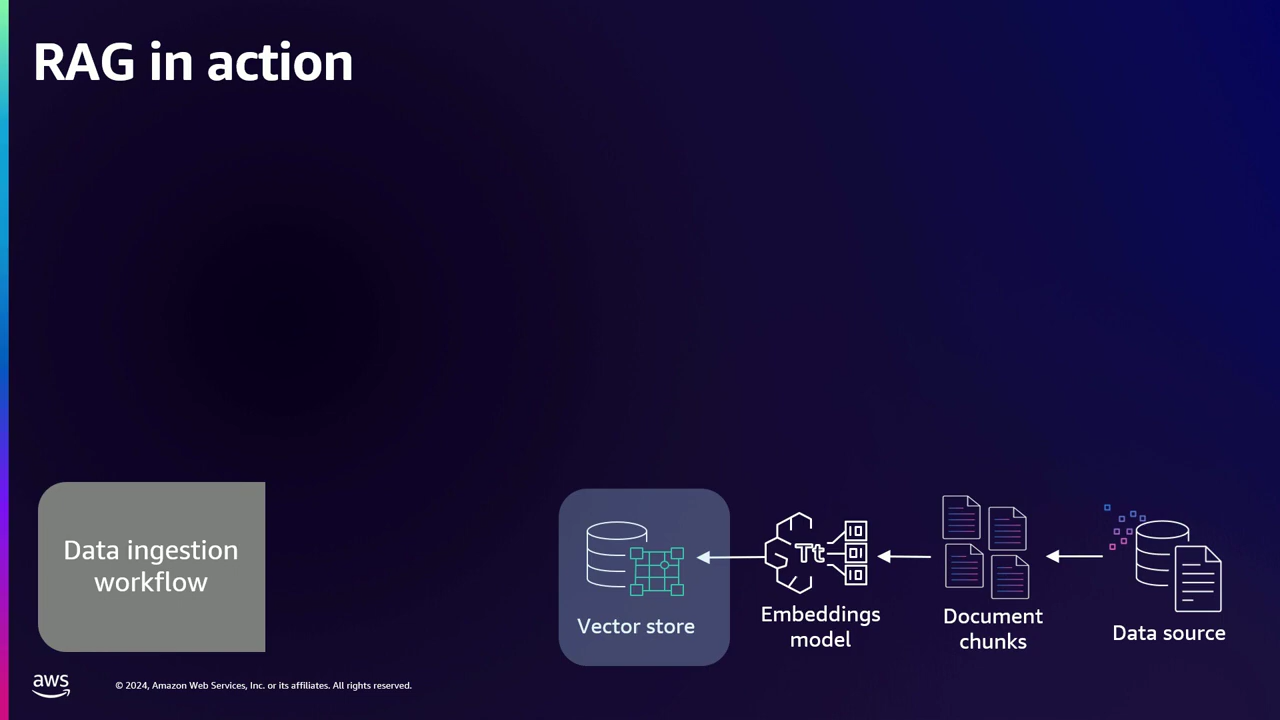 RAG in action
Data ingestion
workflow
Vector store
Tt
Embeddings
model
Document
chunks
Data source
aws
© 2024, Amazon Web Services, Inc. or its affiliates. All rights reserved.